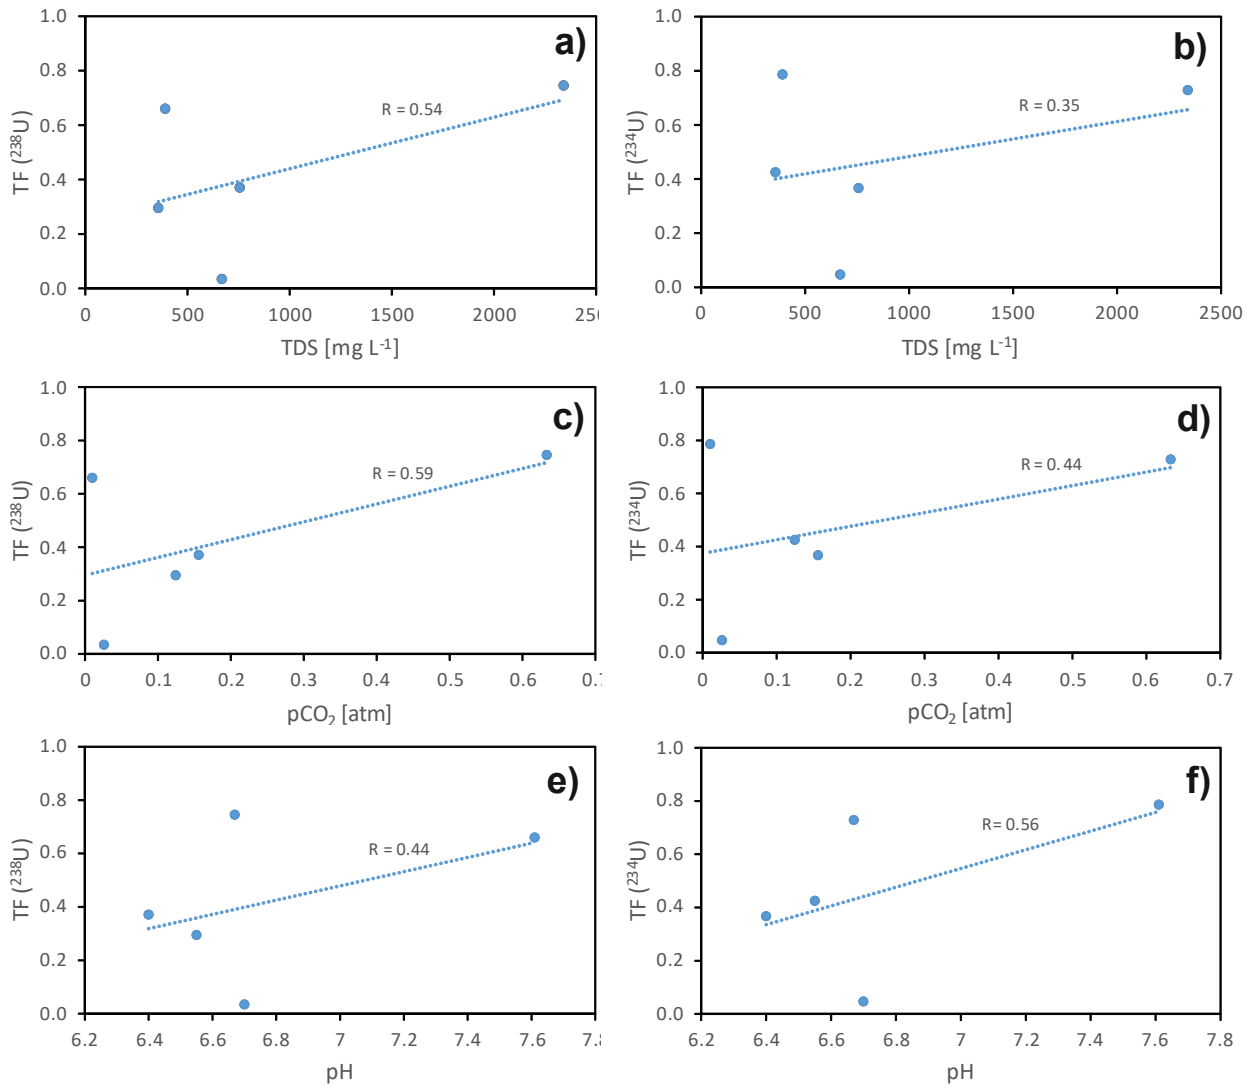 a)
1.0
0.8
0.6
0.4
0.2
0.0
TF (²³⁸U)
R = 0.54
0 500 1000 1500 2000 250
TDS [mg L⁻¹]
b)
1.0
0.8
0.6
0.4
0.2
0.0
TF (²³⁴U)
R = 0.35
0 500 1000 1500 2000 2500
TDS [mg L⁻¹]
c)
1.0
0.8
0.6
0.4
0.2
0.0
TF (²³⁸U)
R = 0.59
0 0.1 0.2 0.3 0.4 0.5 0.6 0.
pCO₂ [atm]
d)
1.0
0.8
0.6
0.4
0.2
0.0
TF (²³⁴U)
R = 0.44
0 0.1 0.2 0.3 0.4 0.5 0.6 0.7
pCO₂ [atm]
e)
1.0
0.8
0.6
0.4
0.2
0.0
TF (²³⁸U)
R = 0.44
6.2 6.4 6.6 6.8 7 7.2 7.4 7.6 7.8
pH
f)
1.0
0.8
0.6
0.4
0.2
0.0
TF (²³⁴U)
R= 0.56
6.2 6.4 6.6 6.8 7 7.2 7.4 7.6 7.8
pH